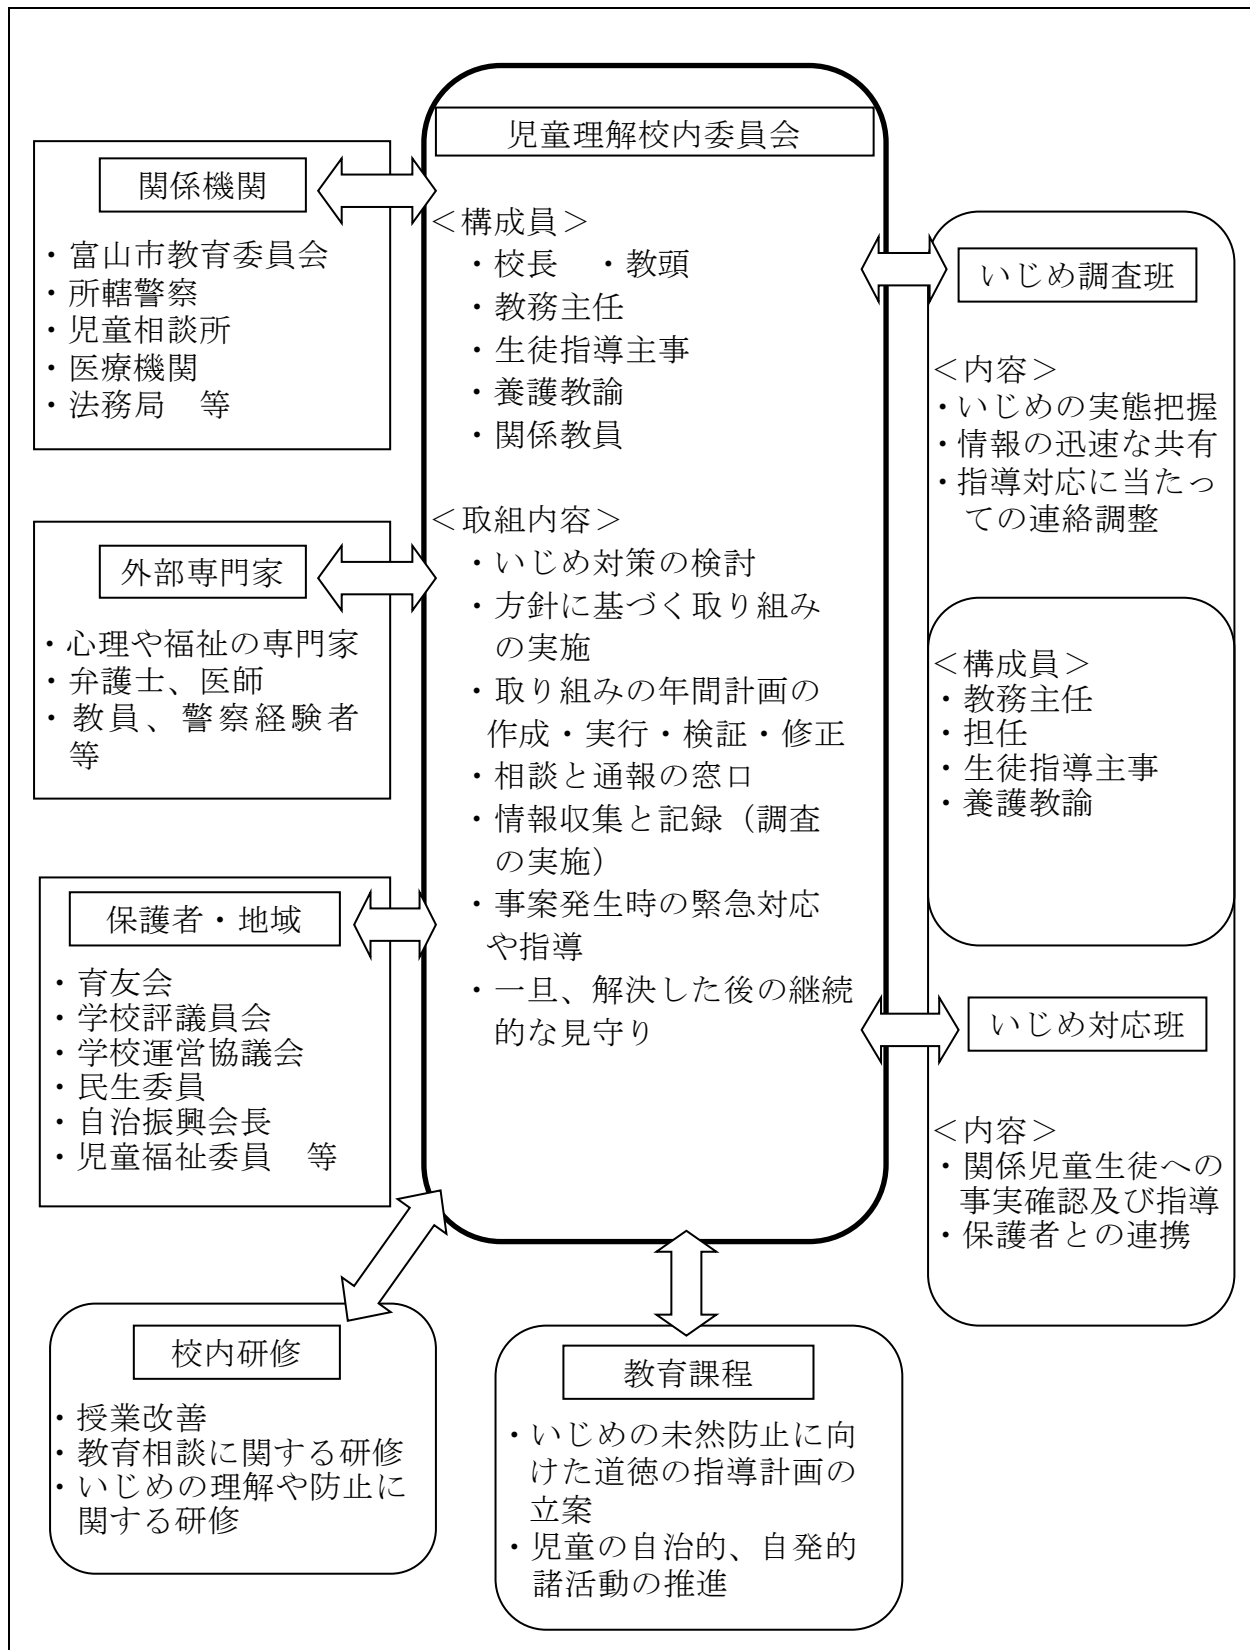 児童理解校内委員会
＜構成員＞
・校長　・教頭
・教務主任
・生徒指導主事
・養護教諭
・関係教員
＜取組内容＞
・いじめ対策の検討
・方針に基づく取り組み
の実施
・取り組みの年間計画の
作成・実行・検証・修正
・相談と通報の窓口
・情報収集と記録（調査
の実施）
・事案発生時の緊急対応
や指導
・一旦、解決した後の継続
的な見守り
関係機関
・富山市教育委員会
・所轄警察
・児童相談所
・医療機関
・法務局　等
外部専門家
・心理や福祉の専門家
・弁護士、医師
・教員、警察経験者
等
保護者・地域
・育友会
・学校評議員会
・学校運営協議会
・民生委員
・自治振興会長
・児童福祉委員　等
いじめ調査班
＜内容＞
・いじめの実態把握
・情報の迅速な共有
・指導対応に当たっ
ての連絡調整
＜構成員＞
・教務主任
・担任
・生徒指導主事
・養護教諭
いじめ対応班
＜内容＞
・関係児童生徒への
事実確認及び指導
・保護者との連携
校内研修
・授業改善
・教育相談に関する研修
・いじめの理解や防止に
関する研修
教育課程
・いじめの未然防止に向
けた道徳の指導計画の
立案
・児童の自治的、自発的
諸活動の推進